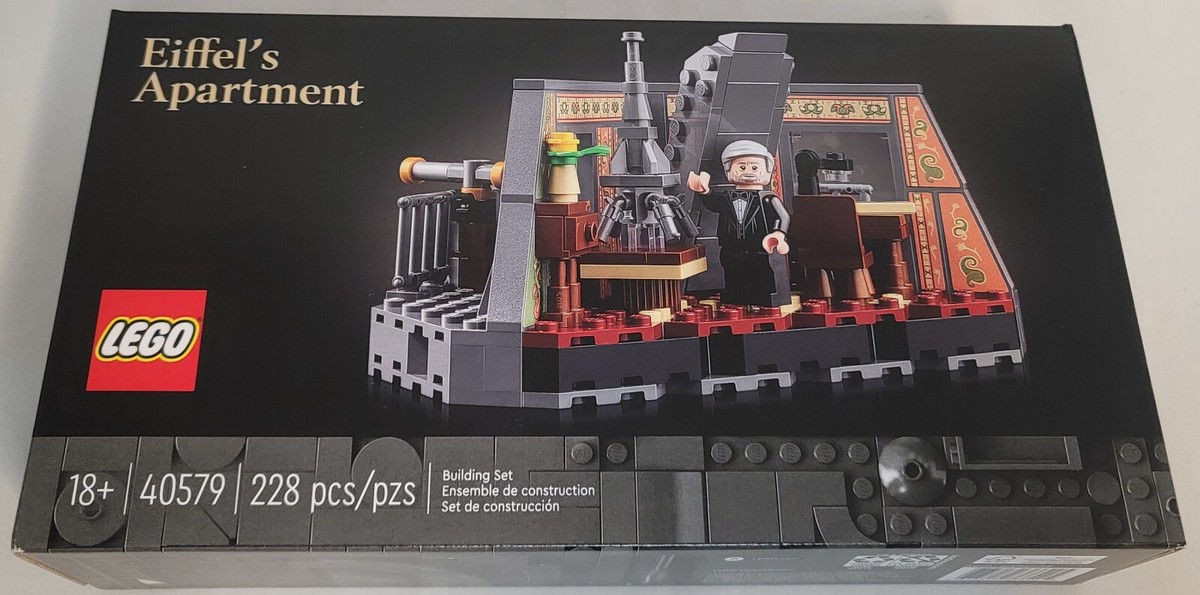 Eiffel's
Apartment
LEGO
18+ | 40579 | 228 pcs/pzs
Building Set
Ensemble de construction
Set de construcción